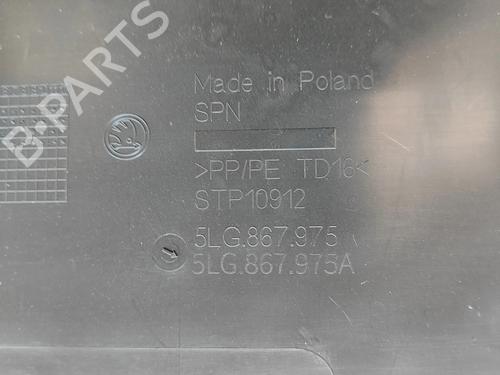 B-PARTS
Made in Poland
SPN
>PP/PE TD16<
STP10912
5LG.867.975
5LG.867.975A